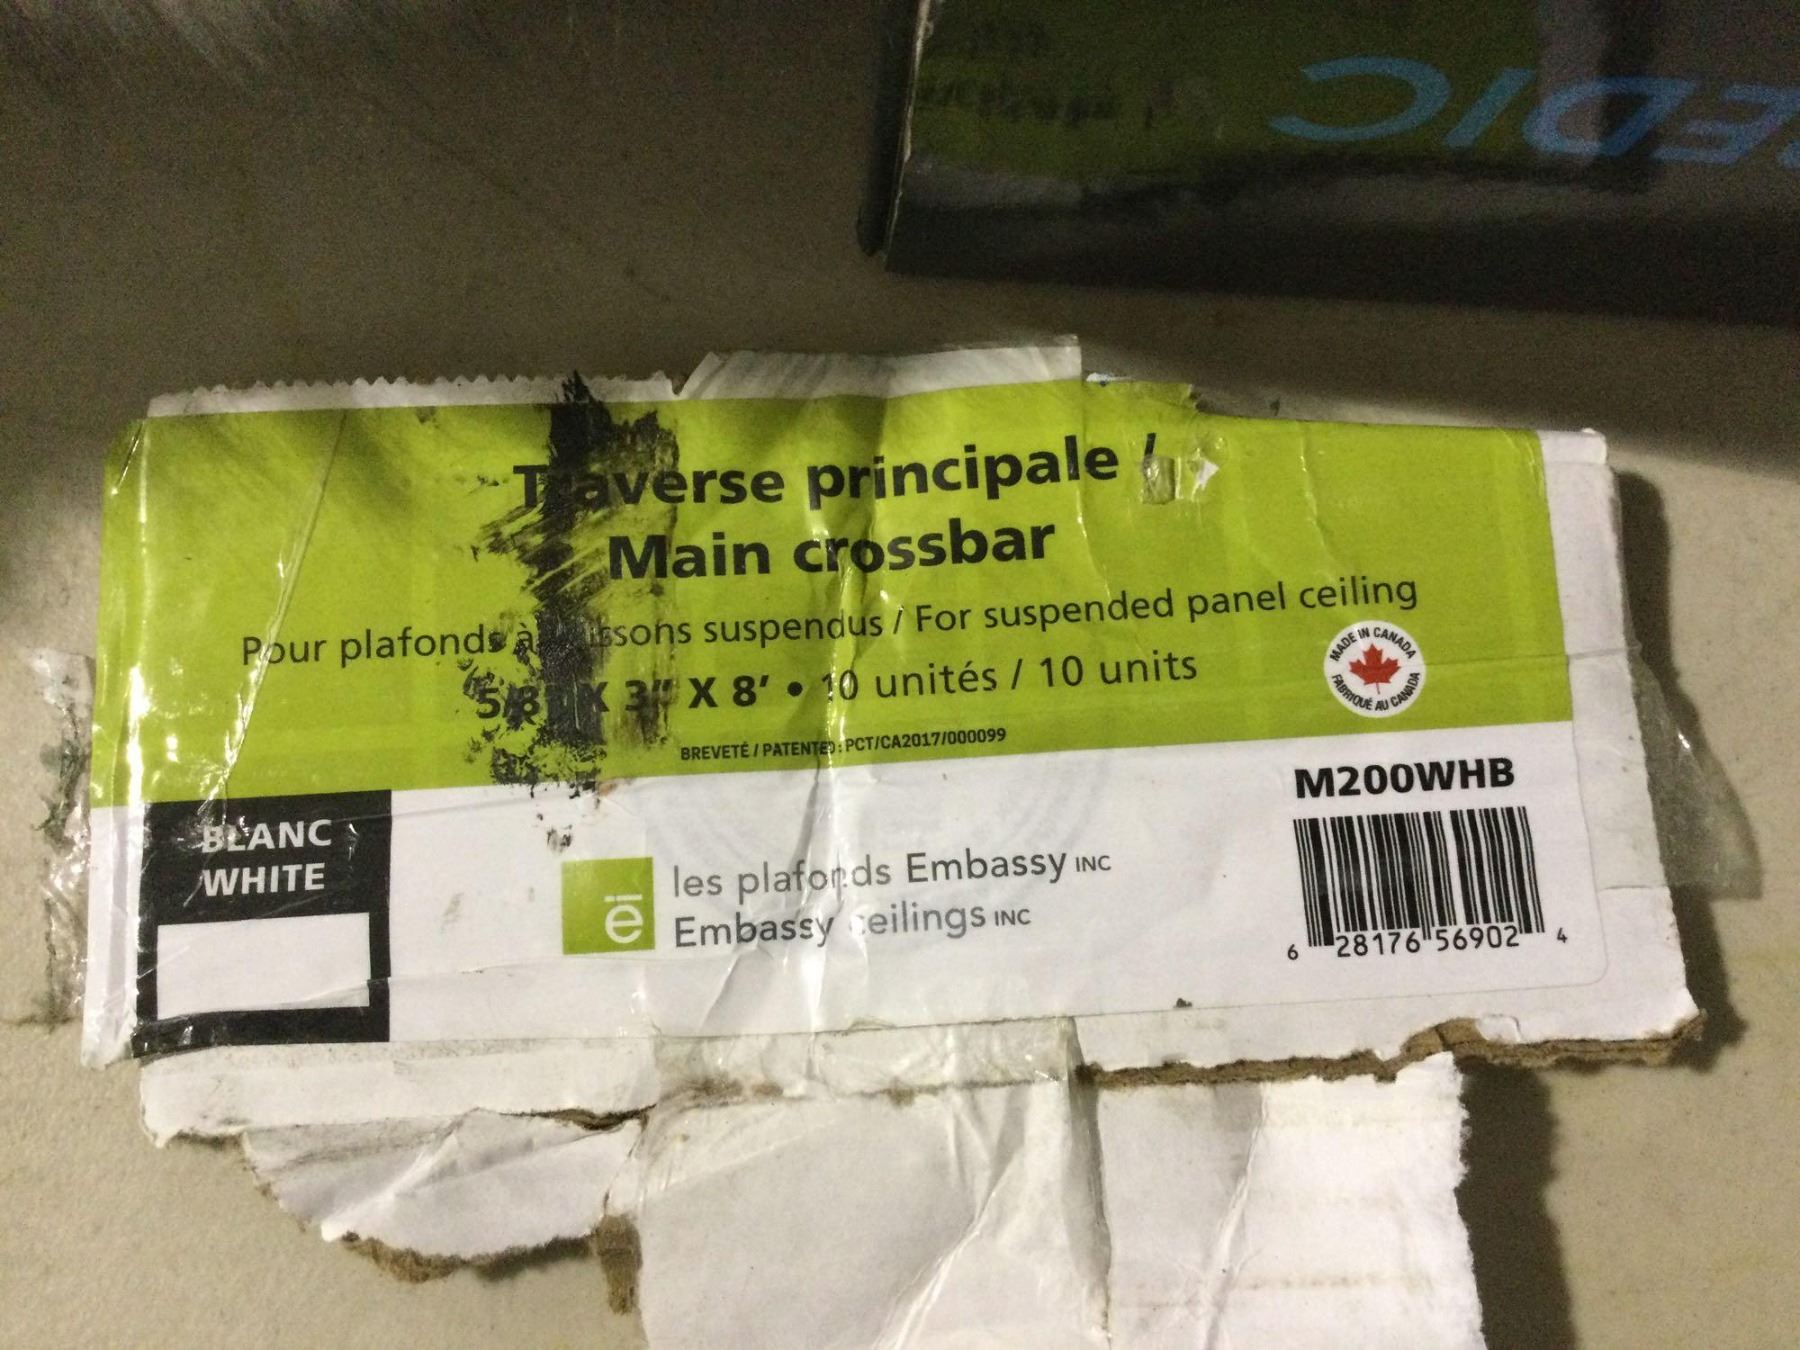 EDIC
Traverse principale /
Main crossbar
Pour plafonds à suspendus / For suspended panel ceiling
5/8" X 3" X 8' • 10 unités / 10 units
MADE IN CANADA
FABRIQUÉ AU CANADA
BREVETÉ / PATENTED : PCT/CA2017/000099
M200WHB
BLANC
WHITE
ē les plafonds Embassy INC
Embassy ceilings INC
6 28176 56902 4